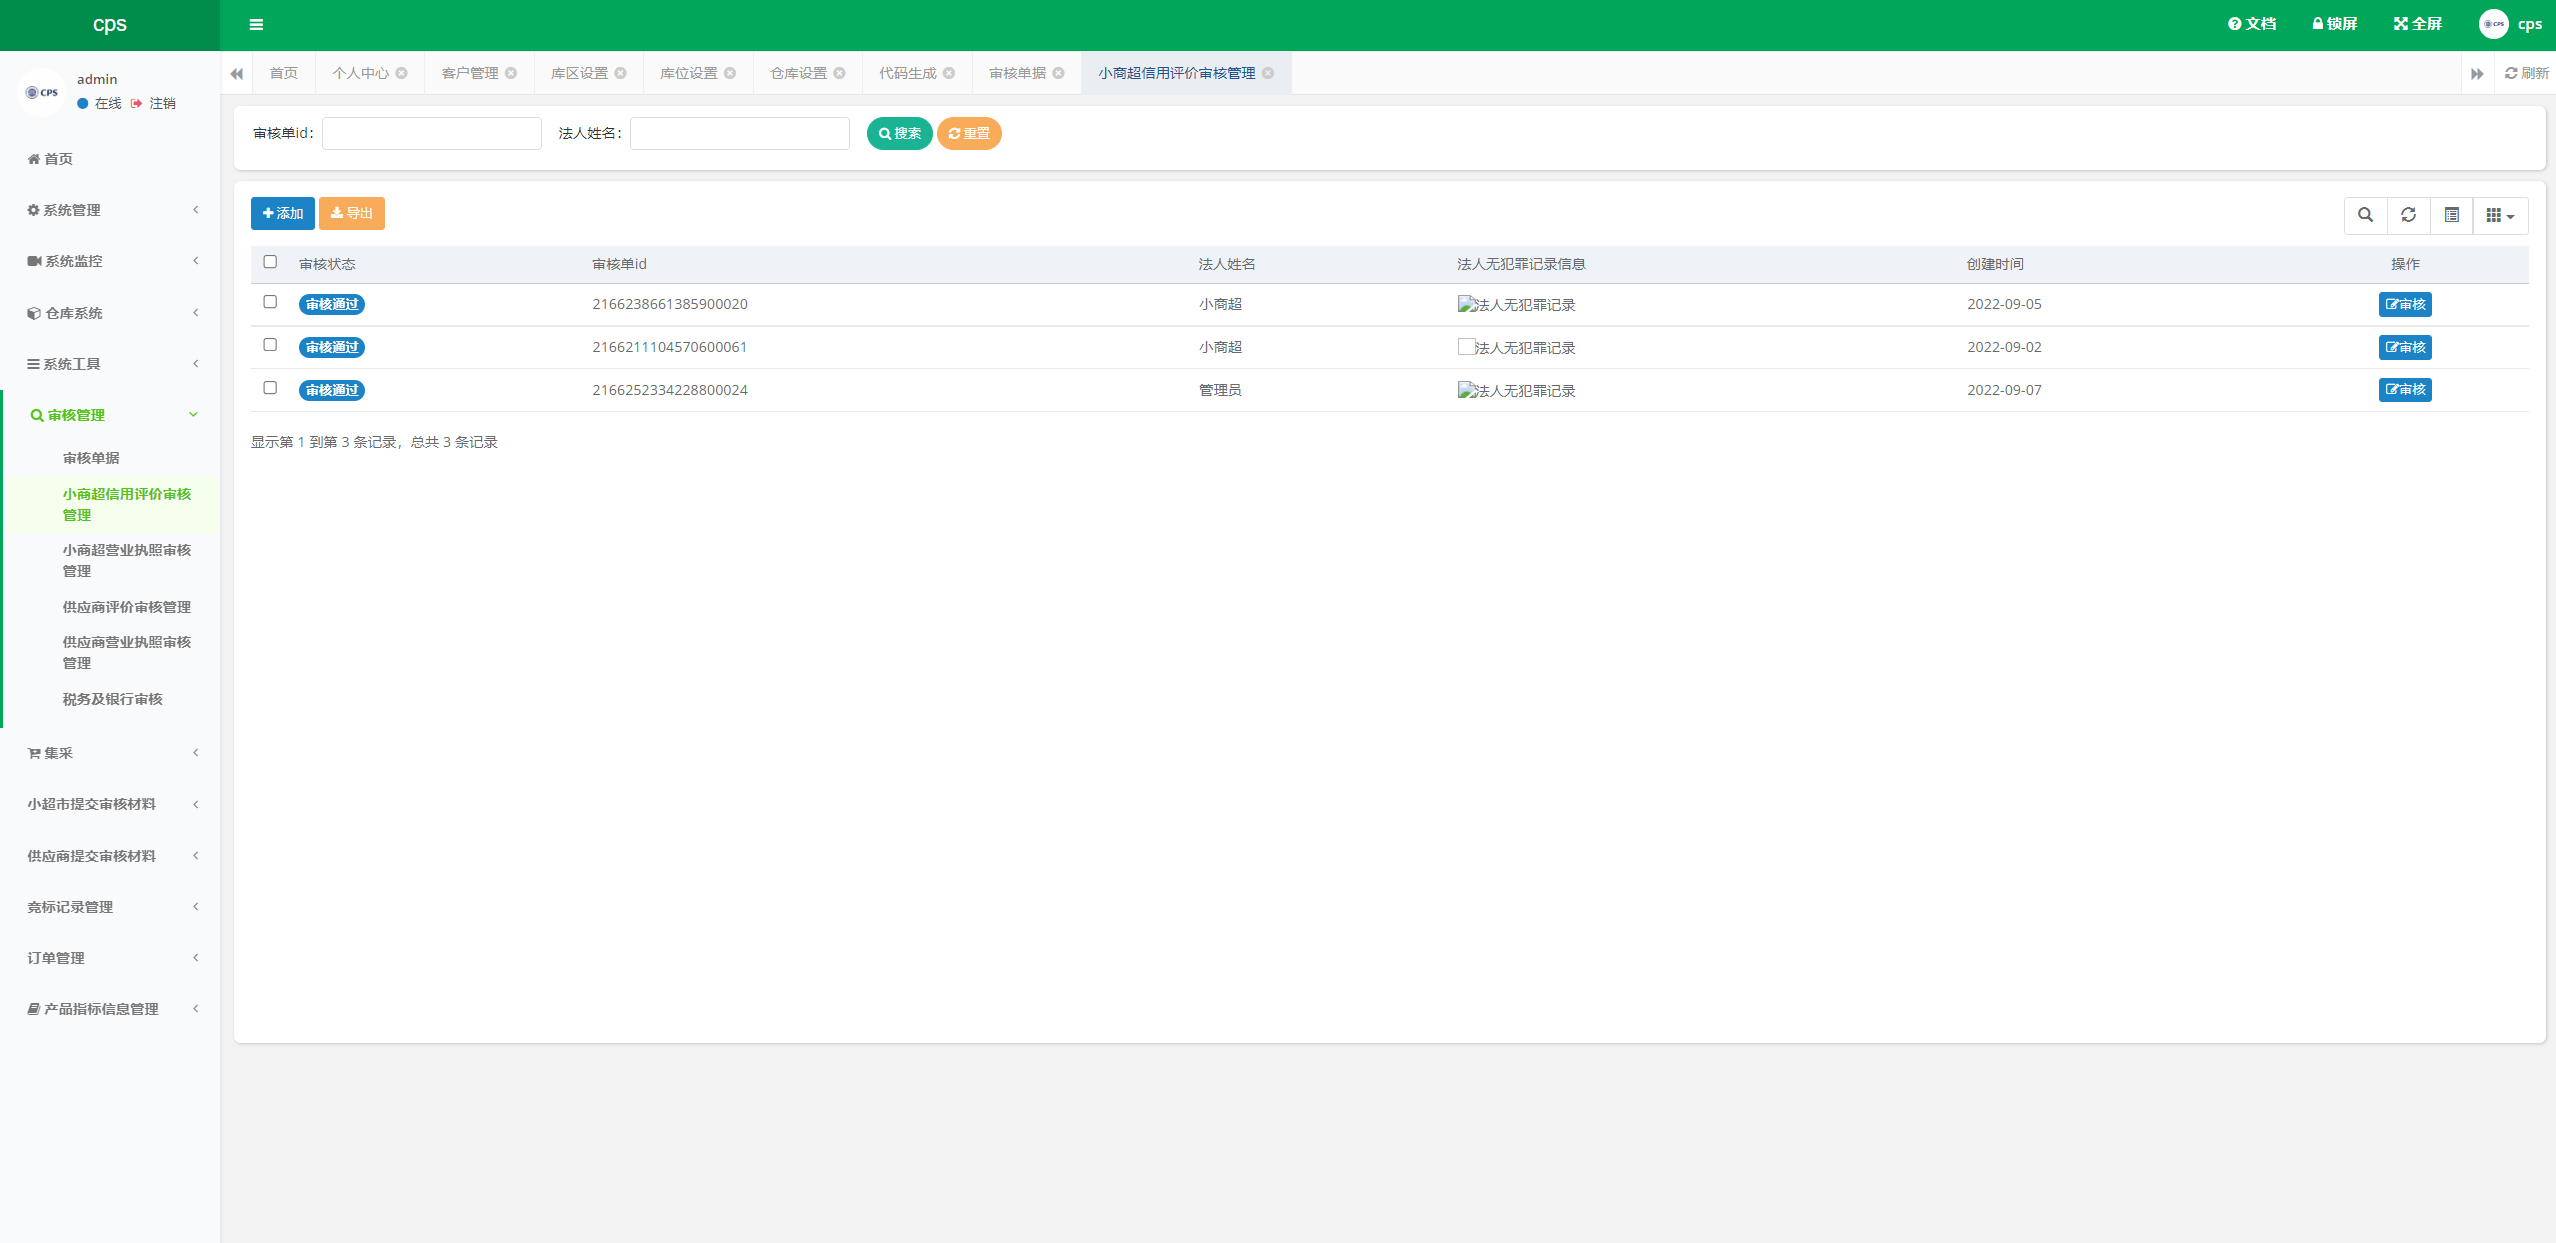 cps
文档
锁屏
全屏
CPS
cps
CPS
admin
在线
注销
首页
个人中心
客户管理
库区设置
库位设置
仓库设置
代码生成
审核单据
小商超信用评价审核管理
刷新
首页
系统管理
系统监控
仓库系统
系统工具
审核管理
审核单据
小商超信用评价审核
管理
小商超营业执照审核
管理
供应商评价审核管理
供应商营业执照审核
管理
税务及银行审核
集采
小超市提交审核材料
供应商提交审核材料
竞标记录管理
订单管理
产品指标信息管理
审核单id：
法人姓名：
搜索
重置
添加
导出
审核状态 审核单id 法人姓名 法人无犯罪记录信息 创建时间 操作
审核通过 2166238661385900020 小商超 法人无犯罪记录 2022-09-05 审核
审核通过 2166211104570600061 小商超 法人无犯罪记录 2022-09-02 审核
审核通过 2166252334228800024 管理员 法人无犯罪记录 2022-09-07 审核
显示第 1 到第 3 条记录，总共 3 条记录